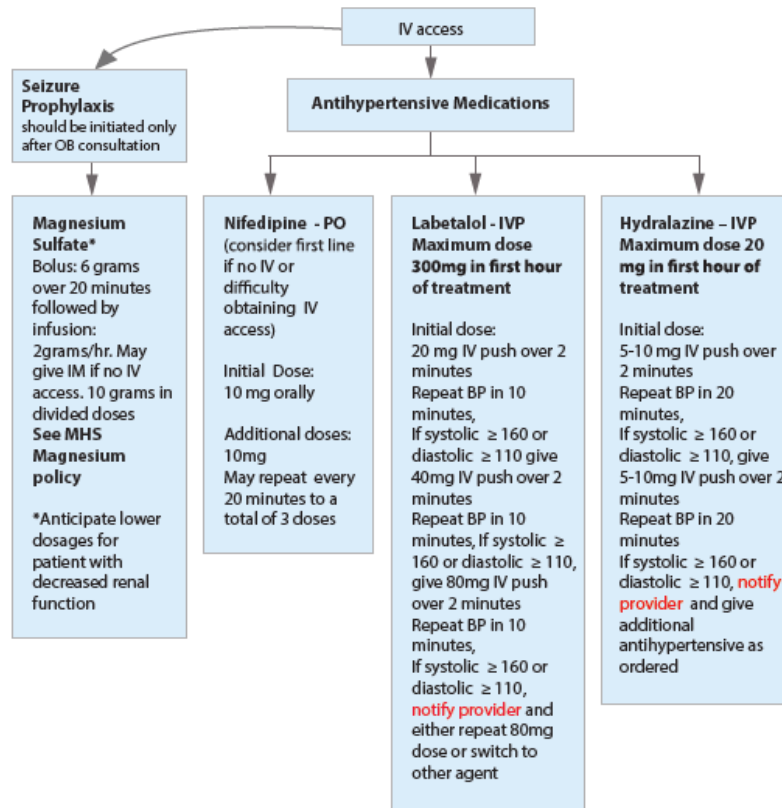 IV access
Seizure
Prophylaxis
should be initiated only
after OB consultation
Antihypertensive Medications
Magnesium
Sulfate*
Bolus: 6 grams
over 20 minutes
followed by
infusion:
2grams/hr. May
give IM if no IV
access. 10 grams in
divided doses
See MHS
Magnesium
policy
*Anticipate lower
dosages for
patient with
decreased renal
function
Nifedipine - PO
(consider first line
if no IV or
difficulty
obtaining IV
access)
Initial Dose:
10 mg orally
Additional doses:
10mg
May repeat every
20 minutes to a
total of 3 doses
Labetalol - IVP
Maximum dose
300mg in first hour
of treatment
Initial dose:
20 mg IV push over 2
minutes
Repeat BP in 10
minutes,
If systolic ≥ 160 or
diastolic ≥ 110 give
40mg IV push over 2
minutes
Repeat BP in 10
minutes, If systolic ≥
160 or diastolic ≥ 110,
give 80mg IV push
over 2 minutes
Repeat BP in 10
minutes,
If systolic ≥ 160 or
diastolic ≥ 110,
notify provider and
either repeat 80mg
dose or switch to
other agent
Hydralazine – IVP
Maximum dose 20
mg in first hour of
treatment
Initial dose:
5-10 mg IV push over
2 minutes
Repeat BP in 20
minutes,
If systolic ≥ 160 or
diastolic ≥ 110, give
5-10mg IV push over 2
minutes
Repeat BP in 20
minutes
If systolic ≥ 160 or
diastolic ≥ 110, notify
provider and give
additional
antihypertensive as
ordered